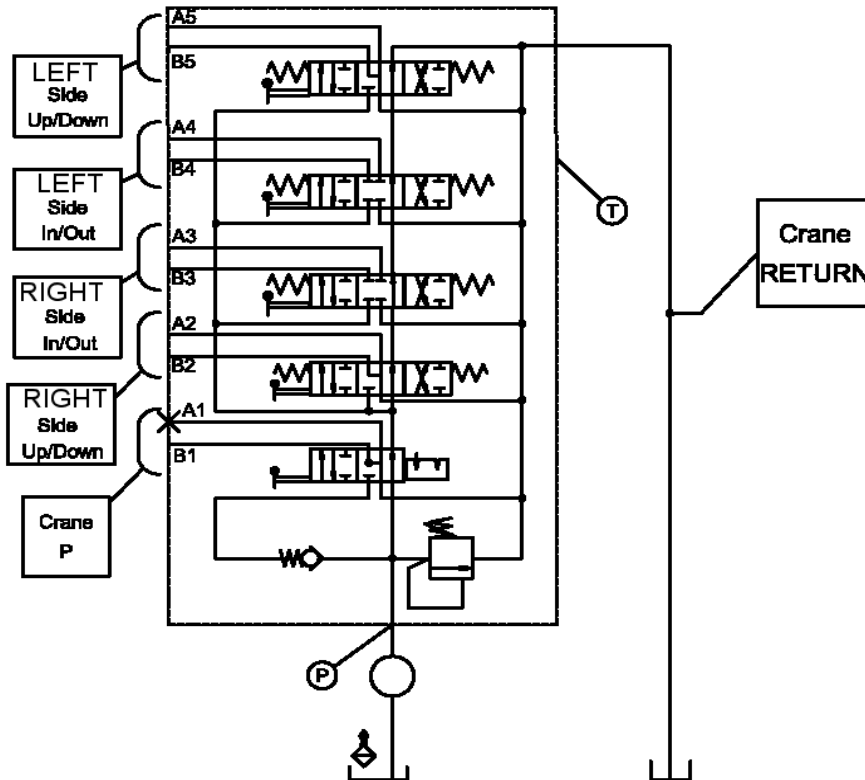 A5
B5
LEFT
Side
Up/Down
A4
B4
LEFT
Side
In/Out
A3
B3
RIGHT
Side
In/Out
A2
B2
RIGHT
Side
Up/Down
A1
B1
Crane
P
T
Crane
RETURN
P